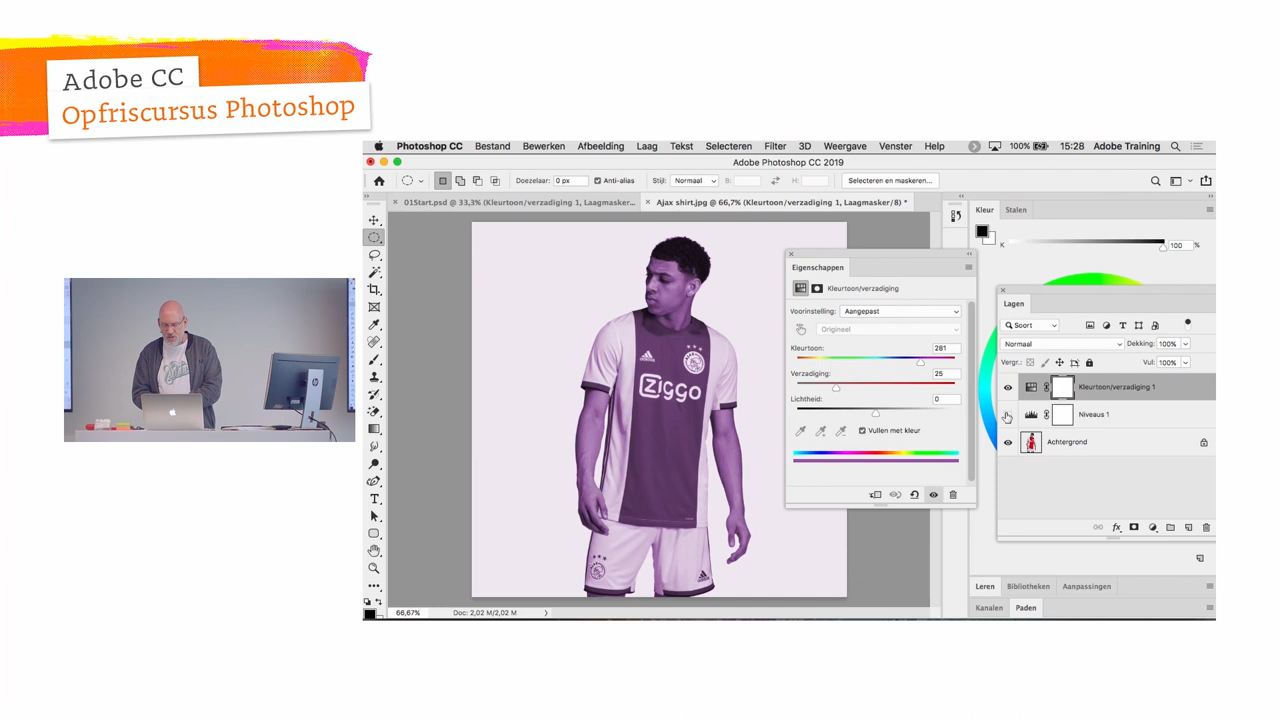 Adobe CC
Opfriscursus Photoshop
Photoshop CC Bestand Bewerken Afbeelding Laag Tekst Selecteren Filter 3D Weergave Venster Help 100% 15:28 Adobe Training
Adobe Photoshop CC 2019
Doezelaar: 0 px Anti-alias Stijl: Normaal B: H: Selecteren en maskeren...
01Start.psd @ 33,3% (Kleurtoon/verzadiging 1, Laagmasker... Ajax shirt.jpg @ 66,7% (Kleurtoon/verzadiging 1, Laagmasker/8) *
Kleur Stalen
K 100 %
Eigenschappen
Kleurtoon/verzadiging
Voorinstelling: Aangepast
Origineel
Kleurtoon: 281
Verzadiging: 25
Lichtheid: 0
Vullen met kleur
Lagen
Soort
Normaal Dekking: 100%
Vergr.: Vul: 100%
Kleurtoon/verzadiging 1
Niveaus 1
Achtergrond
Leren Bibliotheken Aanpassingen
Kanalen Paden
66,67% Doc: 2,02 M/2,02 M
adidas
Ziggo
hp